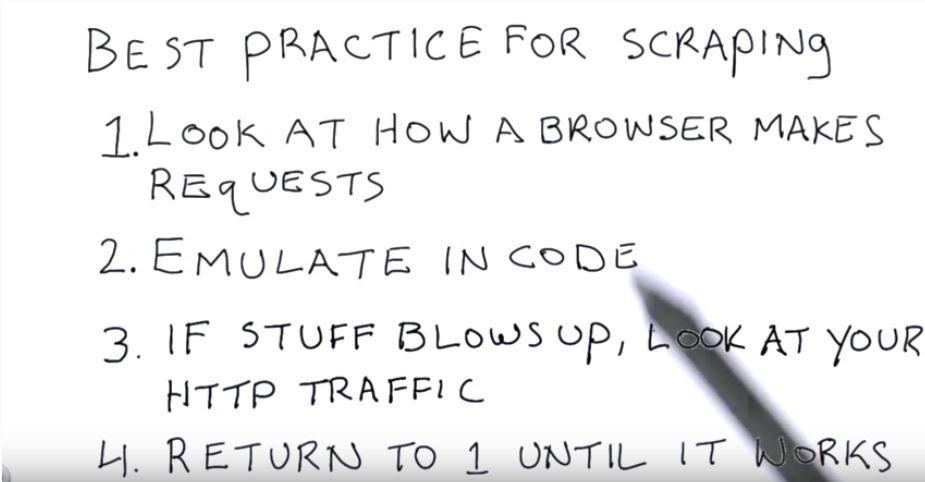 BEST PRACTICE FOR SCRAPING
1. LOOK AT HOW A BROWSER MAKES
REqUESTS
2. EMULATE IN CODE
3. IF STUFF BLOWS UP, LOOK AT YOUR
HTTP TRAFFIC
4. RETURN TO 1 UNTIL IT WORKS